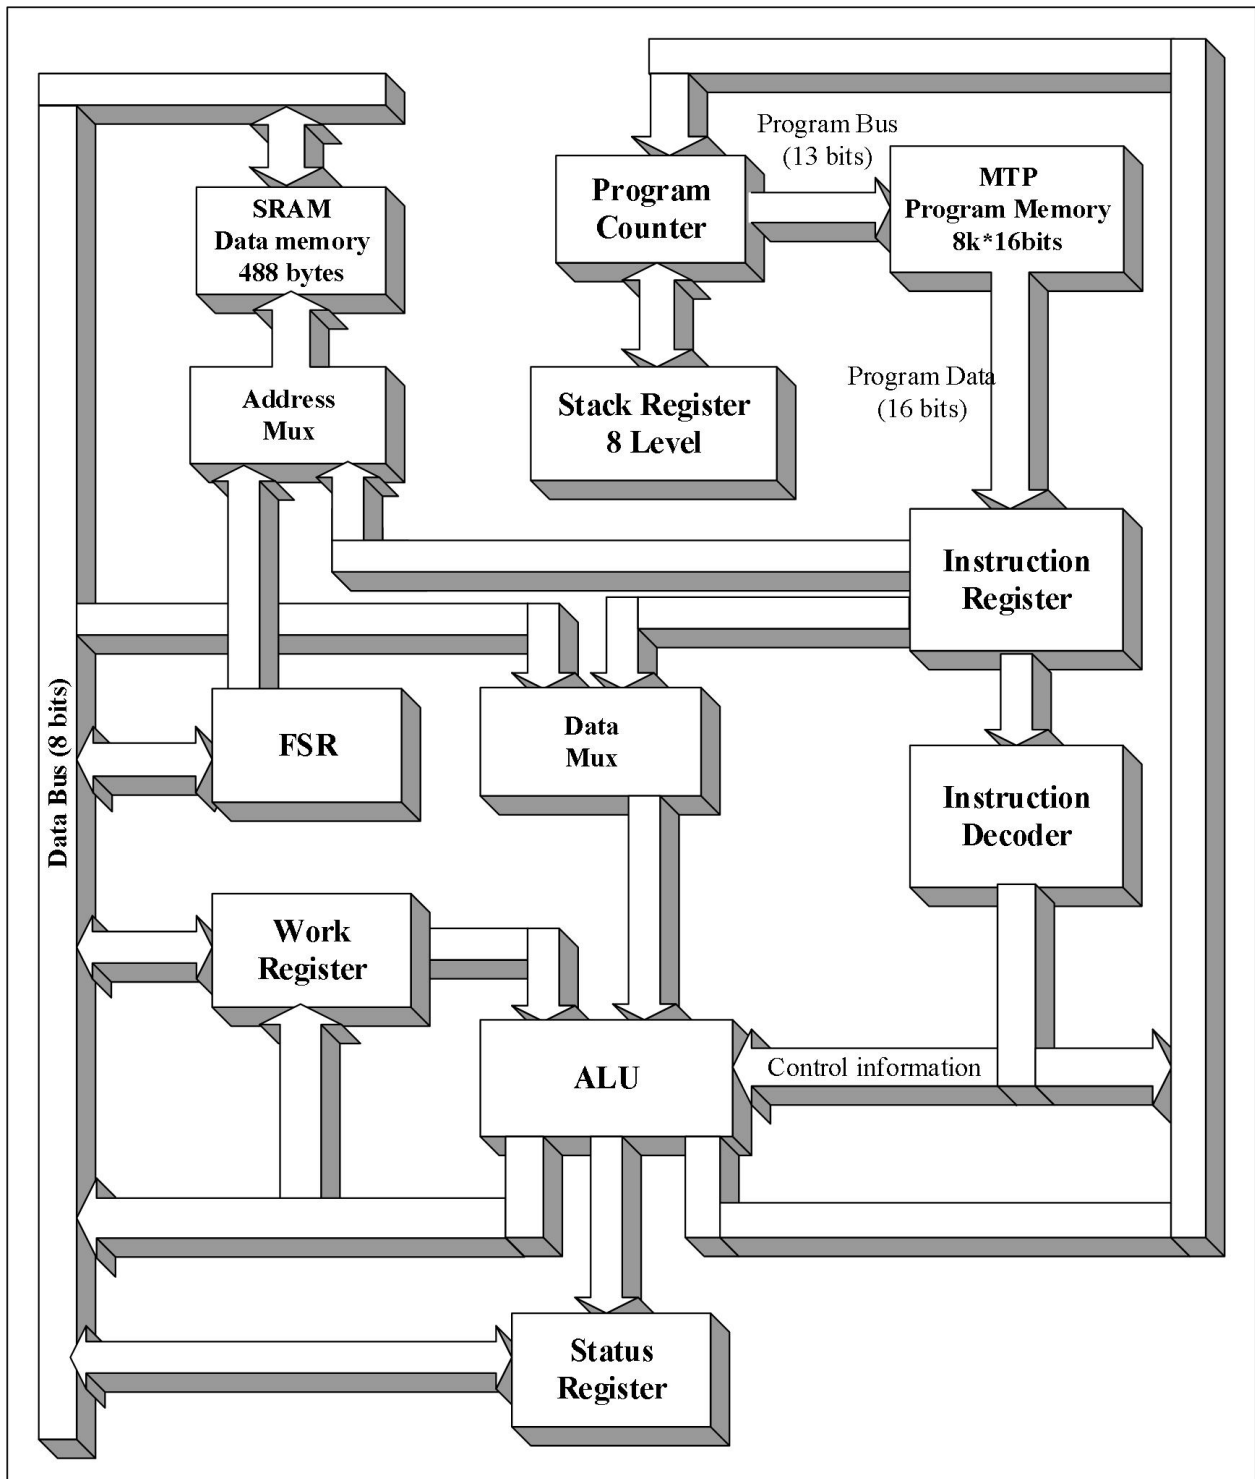 Program Bus
(13 bits)
SRAM
Data memory
488 bytes
Program
Counter
MTP
Program Memory
8k*16bits
Address
Mux
Stack Register
8 Level
Program Data
(16 bits)
Instruction
Register
Data Bus (8 bits)
FSR
Data
Mux
Instruction
Decoder
Work
Register
ALU
Control information
Status
Register